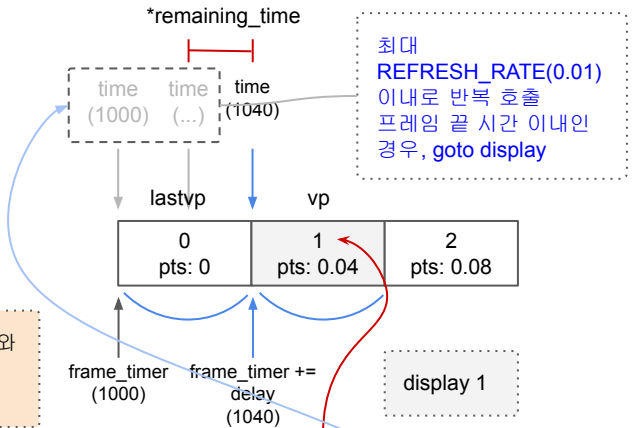 *remaining_time
최대
REFRESH_RATE(0.01)
이내로 반복 호출
프레임 끝 시간 이내인
경우, goto display
time time time
(1000) (...) (1040)
lastvp vp
0 1 2
pts: 0 pts: 0.04 pts: 0.08
와
frame_timer frame_timer +=
(1000) delay
(1040)
display 1